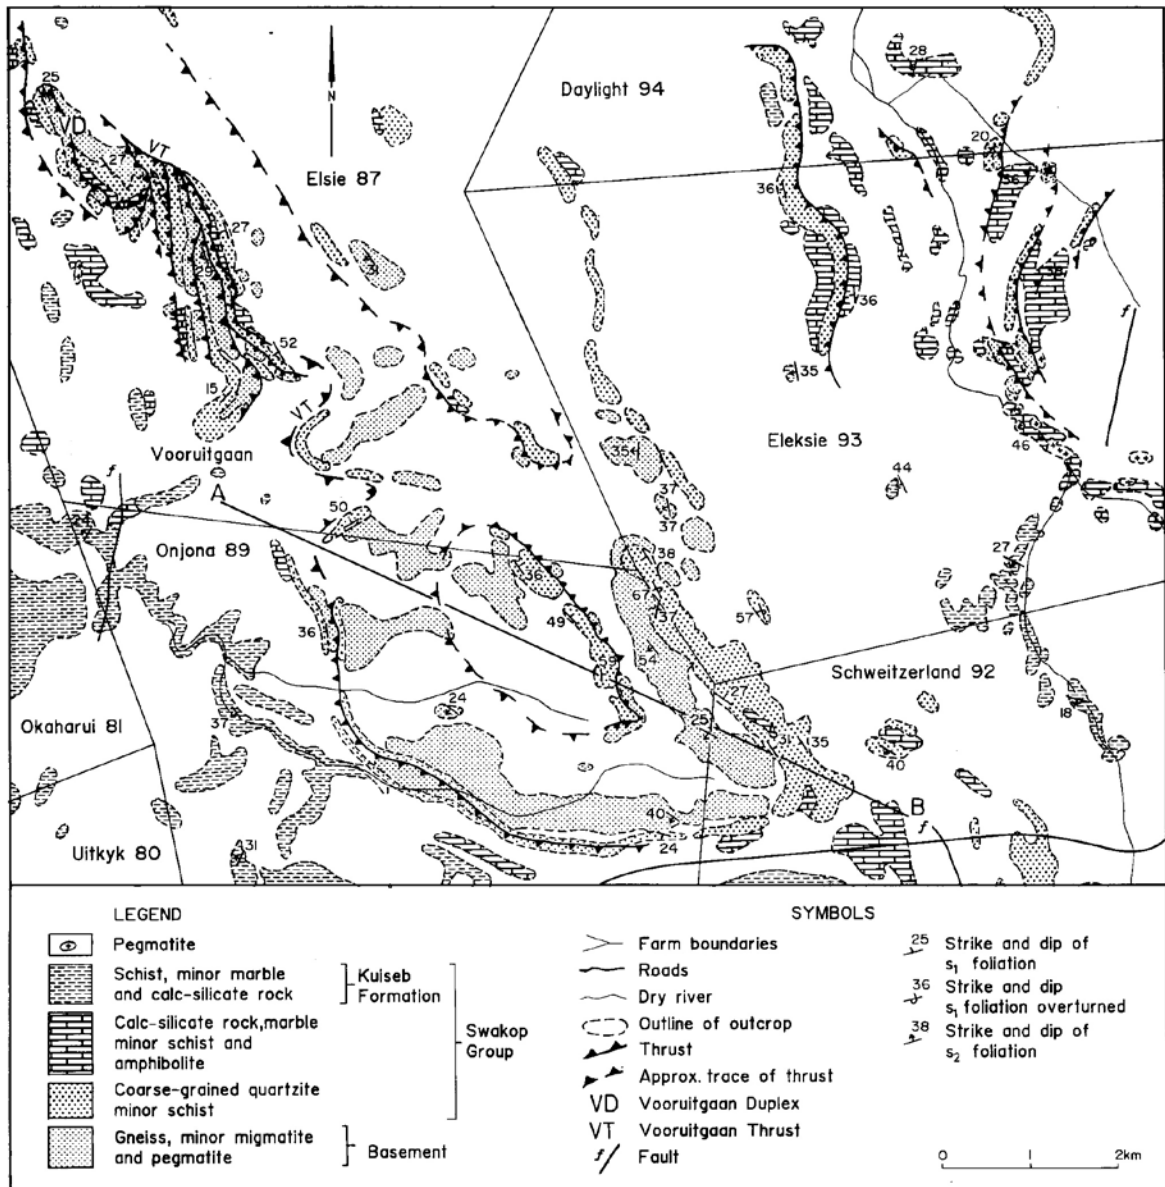 25
28
Daylight 94
VD
VT
27
N
Elsie 87
20
36
36
27
31
29
38
36
f
52
15
35
VT
Eleksie 93
35
46
Vooruitgaan
44
A
f
37
50
37
24
Onjona 89
38
27
36
67
37
49
57
36
59
54
Schweitzerland 92
27
24
18
37
25
Okaharui 81
31
35
40
40
B
f
24
31
Uitkyk 80
LEGEND
Pegmatite
Schist, minor marble
and calc-silicate rock
Kuiseb
Formation
Calc-silicate rock, marble
minor schist and
amphibolite
Swakop
Group
Coarse-grained quartzite
minor schist
Gneiss, minor migmatite
and pegmatite
Basement
SYMBOLS
Farm boundaries
Roads
Dry river
Outline of outcrop
Thrust
Approx. trace of thrust
VD Vooruitgaan Duplex
VT Vooruitgaan Thrust
f Fault
25 Strike and dip of
s1 foliation
36 Strike and dip
s1 foliation overturned
38 Strike and dip of
s2 foliation
0 1 2km